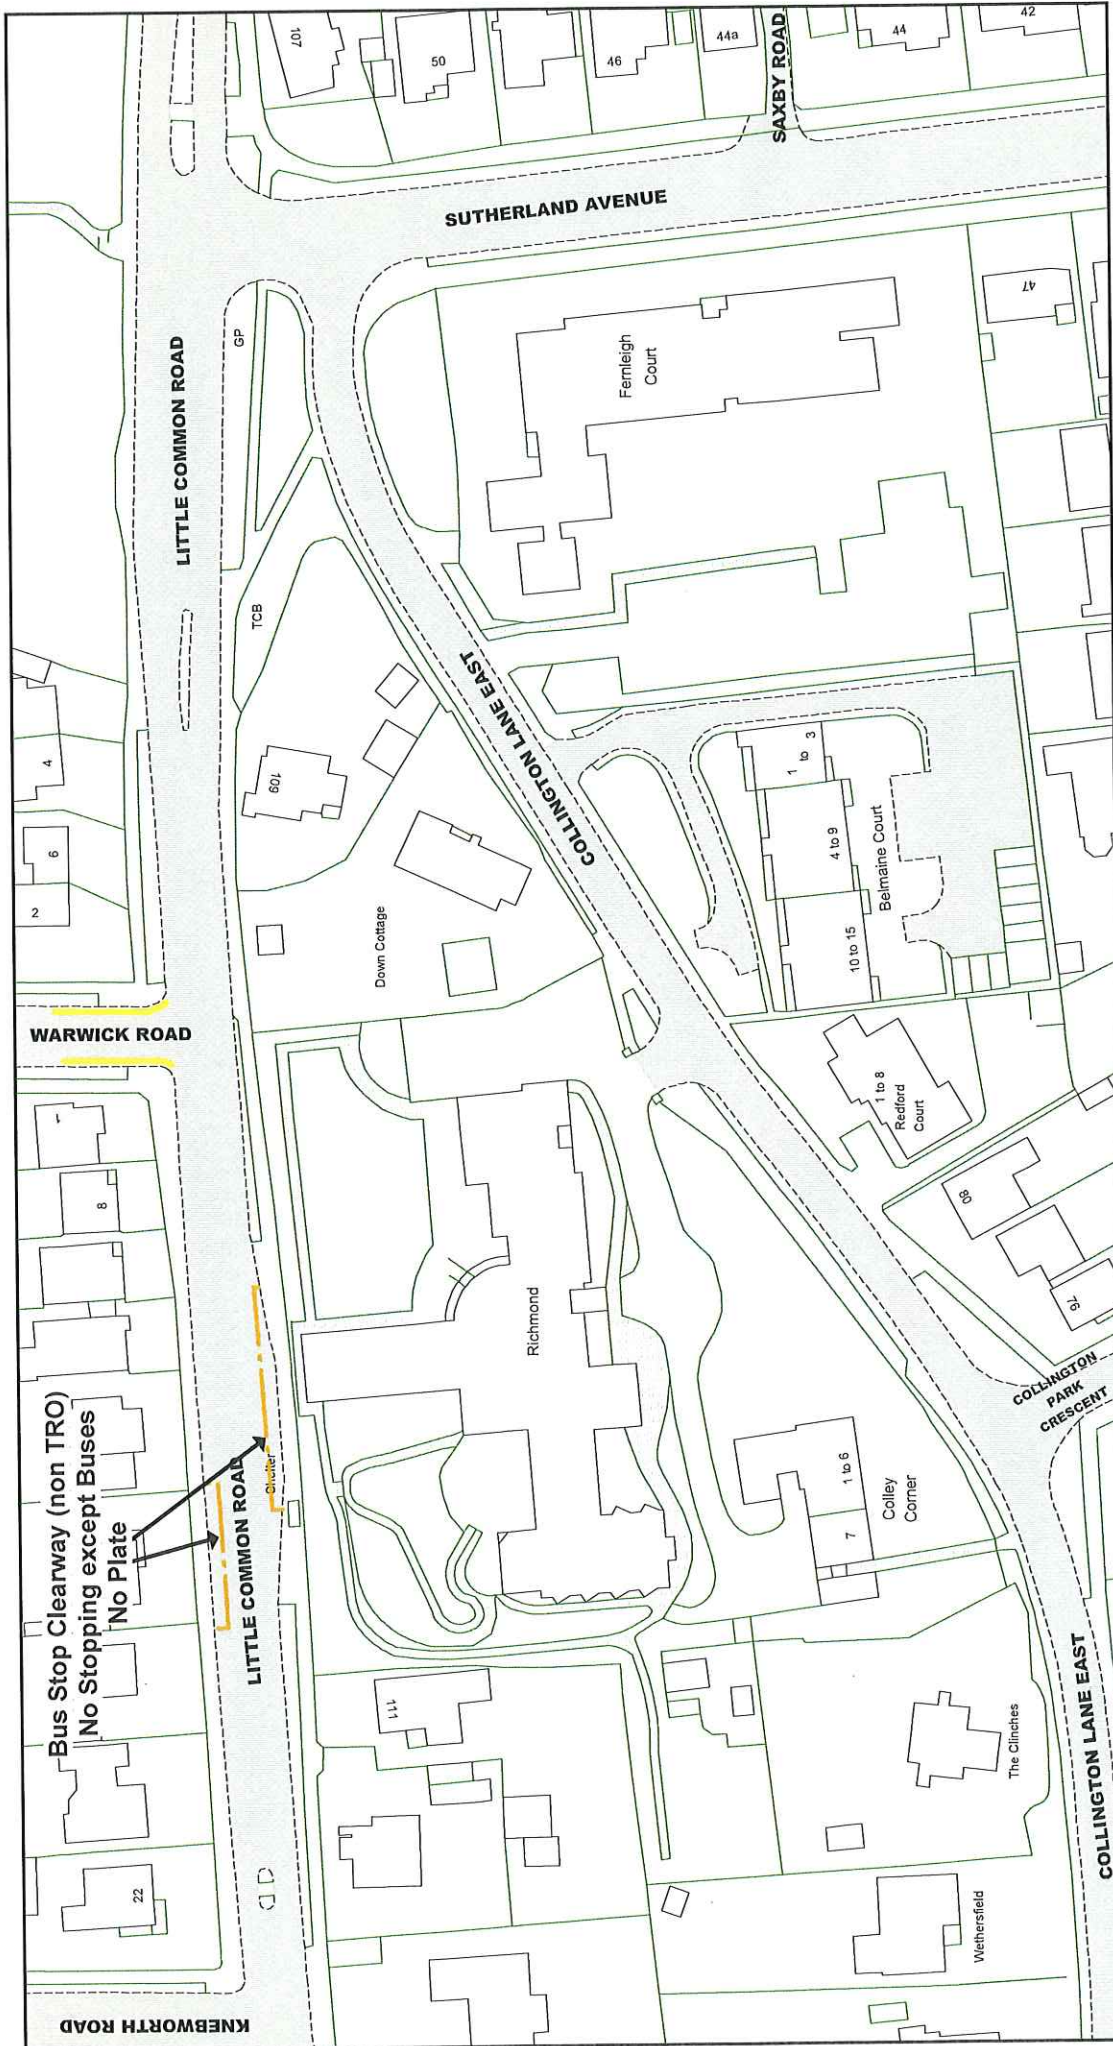 107
50
46
44a
SAXBY ROAD
44
42
SUTHERLAND AVENUE
47
LITTLE COMMON ROAD
GP
Fernleigh
Court
TCB
4
6
2
109
COLLINGTON LANE EAST
1 to 3
4 to 9
10 to 15
Belmaine Court
Down Cottage
WARWICK ROAD
1
8
1 to 8
Redford
Court
80
79
Richmond
COLLINGTON
PARK
CRESCENT
Bus Stop Clearway (non TRO)
No Stopping except Buses
No Plate
Shelter
LITTLE COMMON ROAD
1 to 6
7
Colley
Corner
111
The Clinches
COLLINGTON LANE EAST
22
Wethersfield
KNEBWORTH ROAD